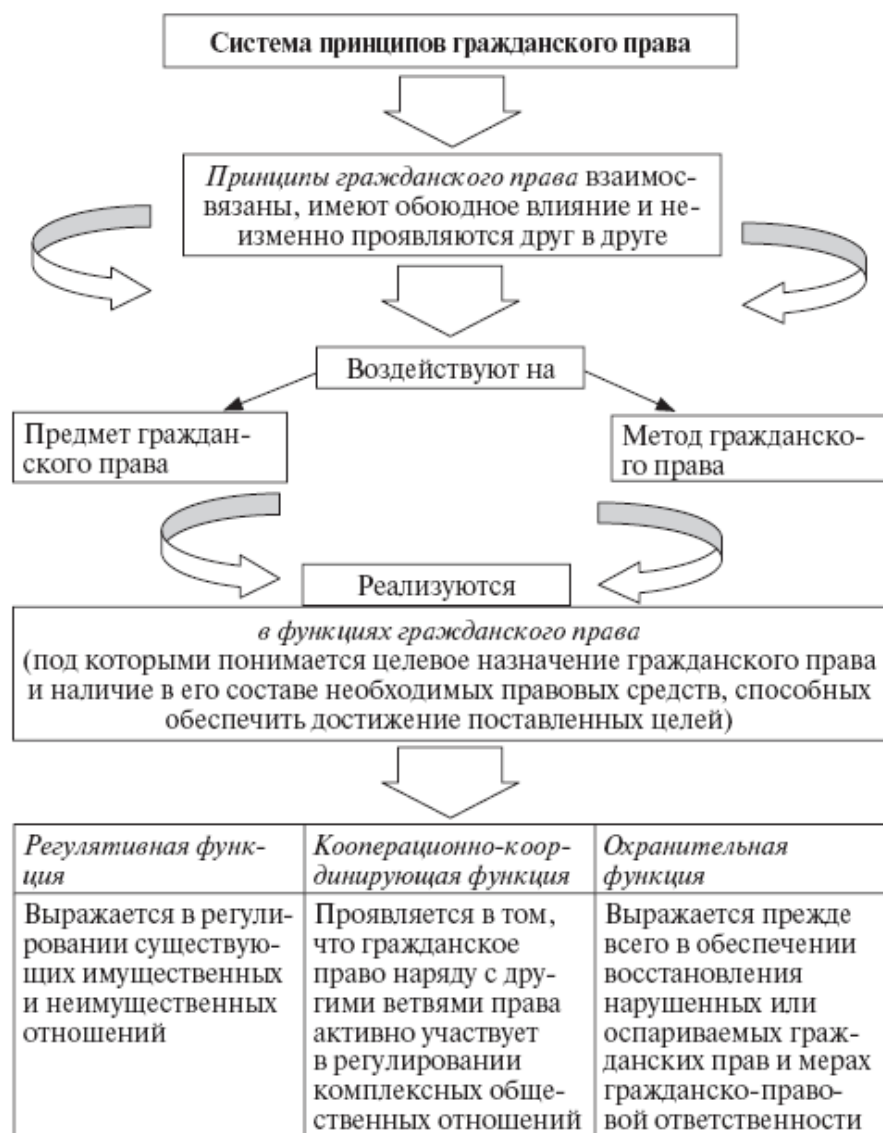 Система принципов гражданского права
Принципы гражданского права взаимос-
вязаны, имеют обоюдное влияние и не-
изменно проявляются друг в друге
Воздействуют на
Предмет граждан-
ского права
Метод гражданско-
го права
Реализуются
в функциях гражданского права
(под которыми понимается целевое назначение гражданского права
и наличие в его составе необходимых правовых средств, способных
обеспечить достижение поставленных целей)
Регулятивная функ-
ция
Кооперационно-коор-
динирующая функция
Охранительная
функция
Выражается в регули-
ровании существую-
щих имущественных
и неимущественных
отношений
Проявляется в том,
что гражданское
право наряду с дру-
гими ветвями права
активно участвует
в регулировании
комплексных обще-
ственных отношений
Выражается прежде
всего в обеспечении
восстановления
нарушенных или
оспариваемых граж-
данских прав и мерах
гражданско-право-
вой ответственности